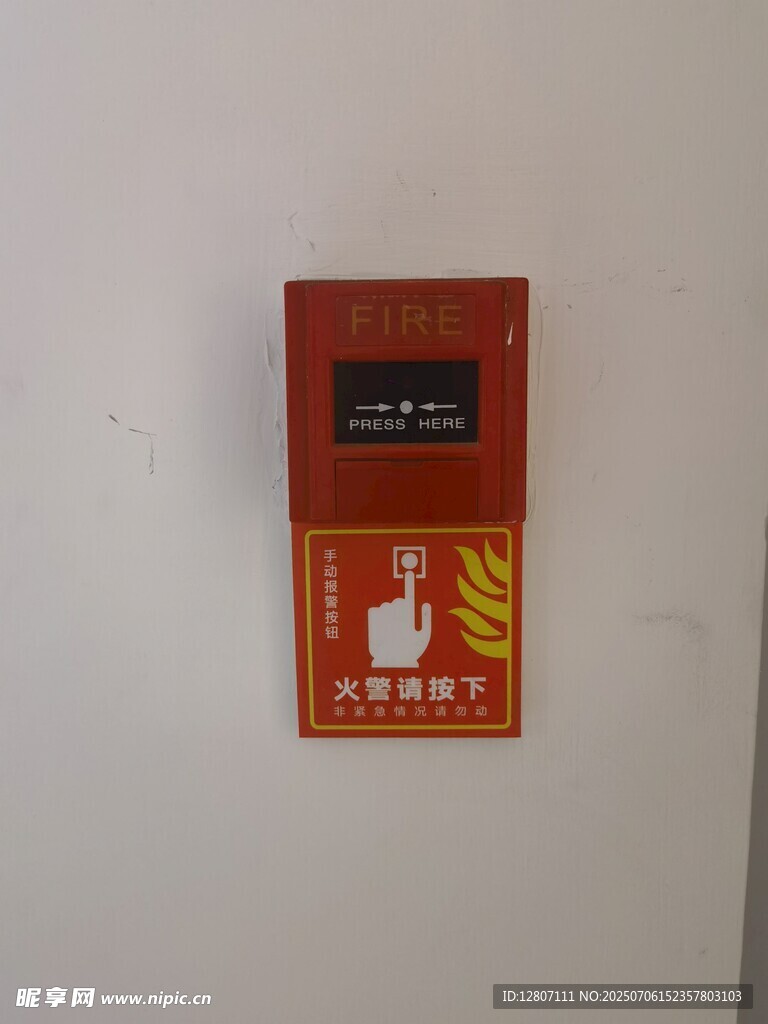 FIRE
PRESS HERE
手动报警按钮
火警请按下
非紧急情况请勿动
昵享网 www.nipic.cn
ID:12807111 NO:20250706152357803103